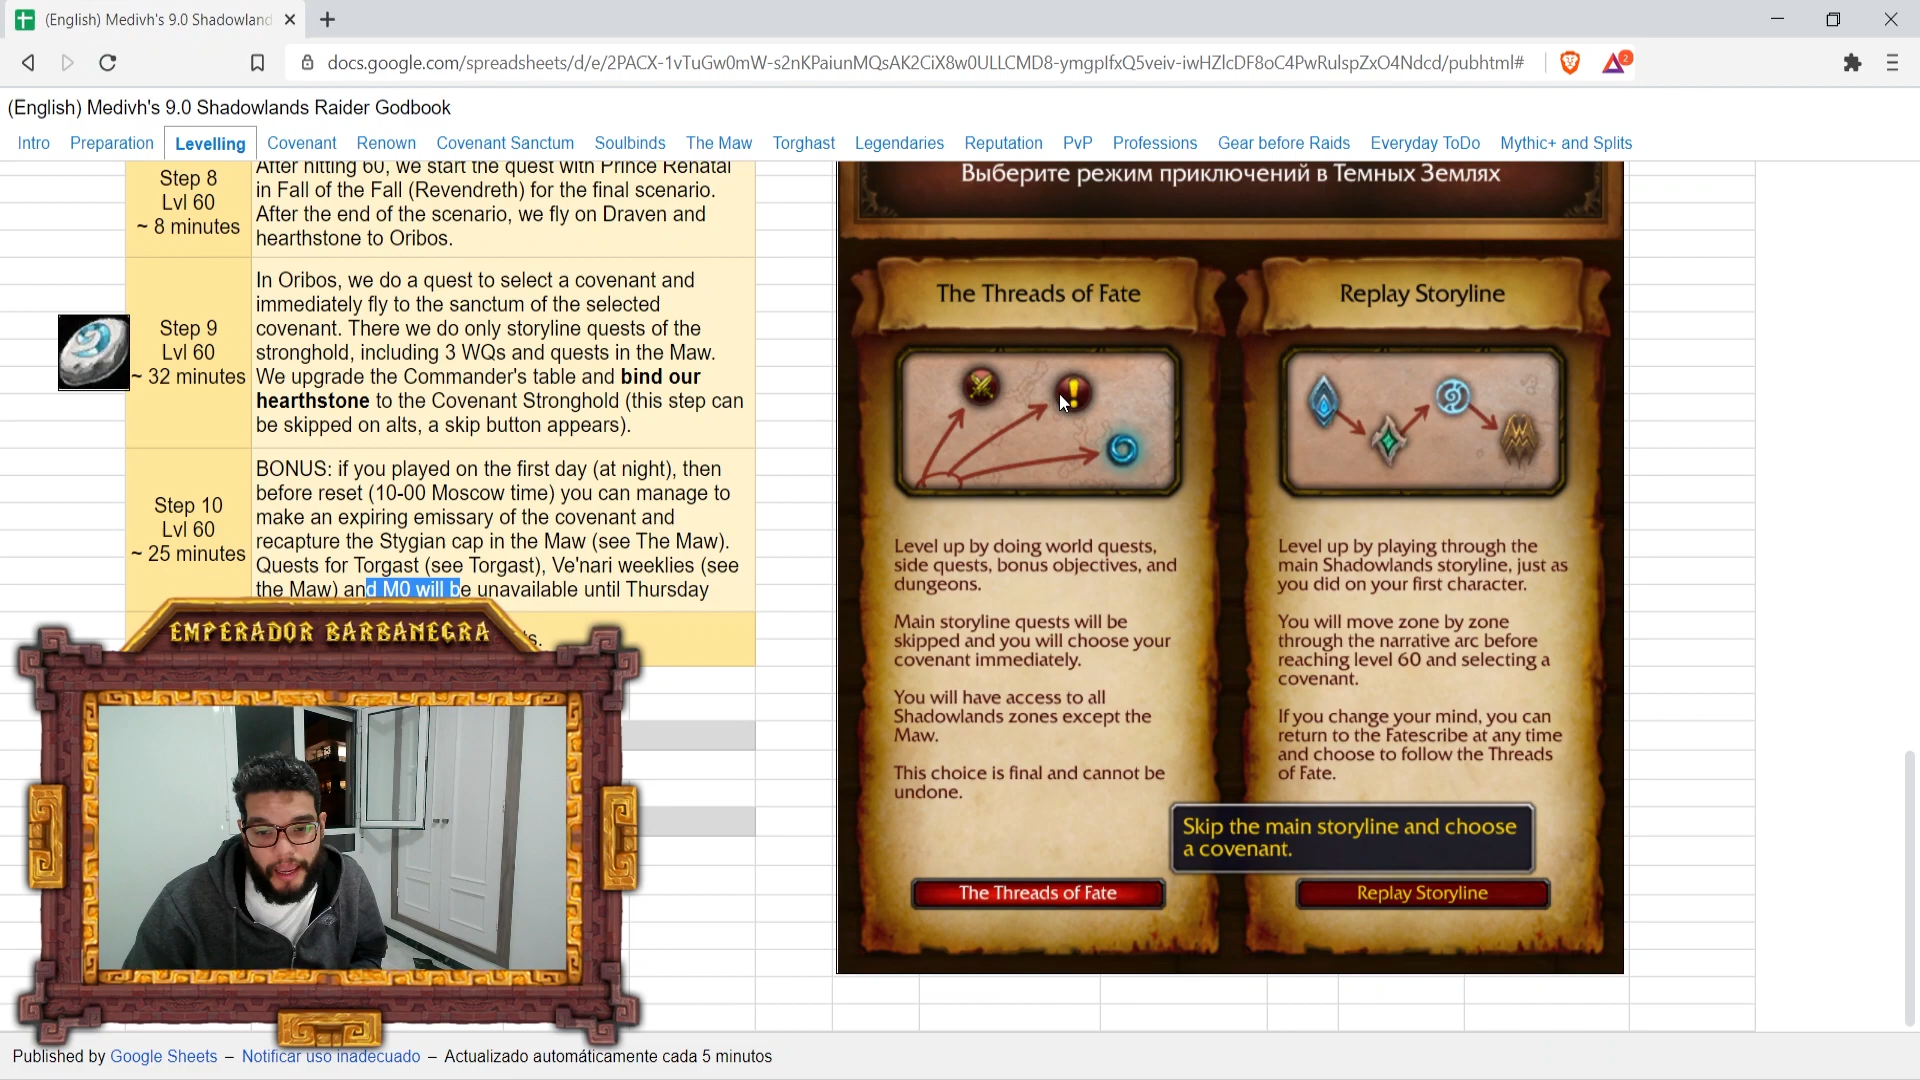 (English) Medivh's 9.0 Shadowland
docs.google.com/spreadsheets/d/e/2PACX-1vTuGw0mW-s2nKPaiunMQsAK2CiX8w0ULLCMD8-ymgplfxQ5veiv-iwHZlcDF8oC4PwRulspZxO4Ndcd/pubhtml#
2
(English) Medivh's 9.0 Shadowlands Raider Godbook
Intro Preparation Levelling Covenant Renown Covenant Sanctum Soulbinds The Maw Torghast Legendaries Reputation PvP Professions Gear before Raids Everyday ToDo Mythic+ and Splits
Step 8
Lvl 60
~ 8 minutes
After hitting 60, we start the quest with Prince Renatal
in Fall of the Fall (Revendreth) for the final scenario.
After the end of the scenario, we fly on Draven and
hearthstone to Oribos.
Step 9
Lvl 60
~ 32 minutes
In Oribos, we do a quest to select a covenant and
immediately fly to the sanctum of the selected
covenant. There we do only storyline quests of the
stronghold, including 3 WQs and quests in the Maw.
We upgrade the Commander's table and bind our
hearthstone to the Covenant Stronghold (this step can
be skipped on alts, a skip button appears).
Step 10
Lvl 60
~ 25 minutes
BONUS: if you played on the first day (at night), then
before reset (10-00 Moscow time) you can manage to
make an expiring emissary of the covenant and
recapture the Stygian cap in the Maw (see The Maw).
Quests for Torgast (see Torgast), Ve'nari weeklies (see
the Maw) and M0 will be unavailable until Thursday
EMPERADOR BARBANEGRA
Выберите режим приключений в Темных Землях
The Threads of Fate
Level up by doing world quests,
side quests, bonus objectives, and
dungeons.
Main storyline quests will be
skipped and you will choose your
covenant immediately.
You will have access to all
Shadowlands zones except the
Maw.
This choice is final and cannot be
undone.
The Threads of Fate
Replay Storyline
Level up by playing through the
main Shadowlands storyline, just as
you did on your first character.
You will move zone by zone
through the narrative arc before
reaching level 60 and selecting a
covenant.
If you change your mind, you can
return to the Fatescribe at any time
and choose to follow the Threads
of Fate.
Skip the main storyline and choose
a covenant.
Replay Storyline
Published by Google Sheets – Notificar uso inadecuado – Actualizado automáticamente cada 5 minutos